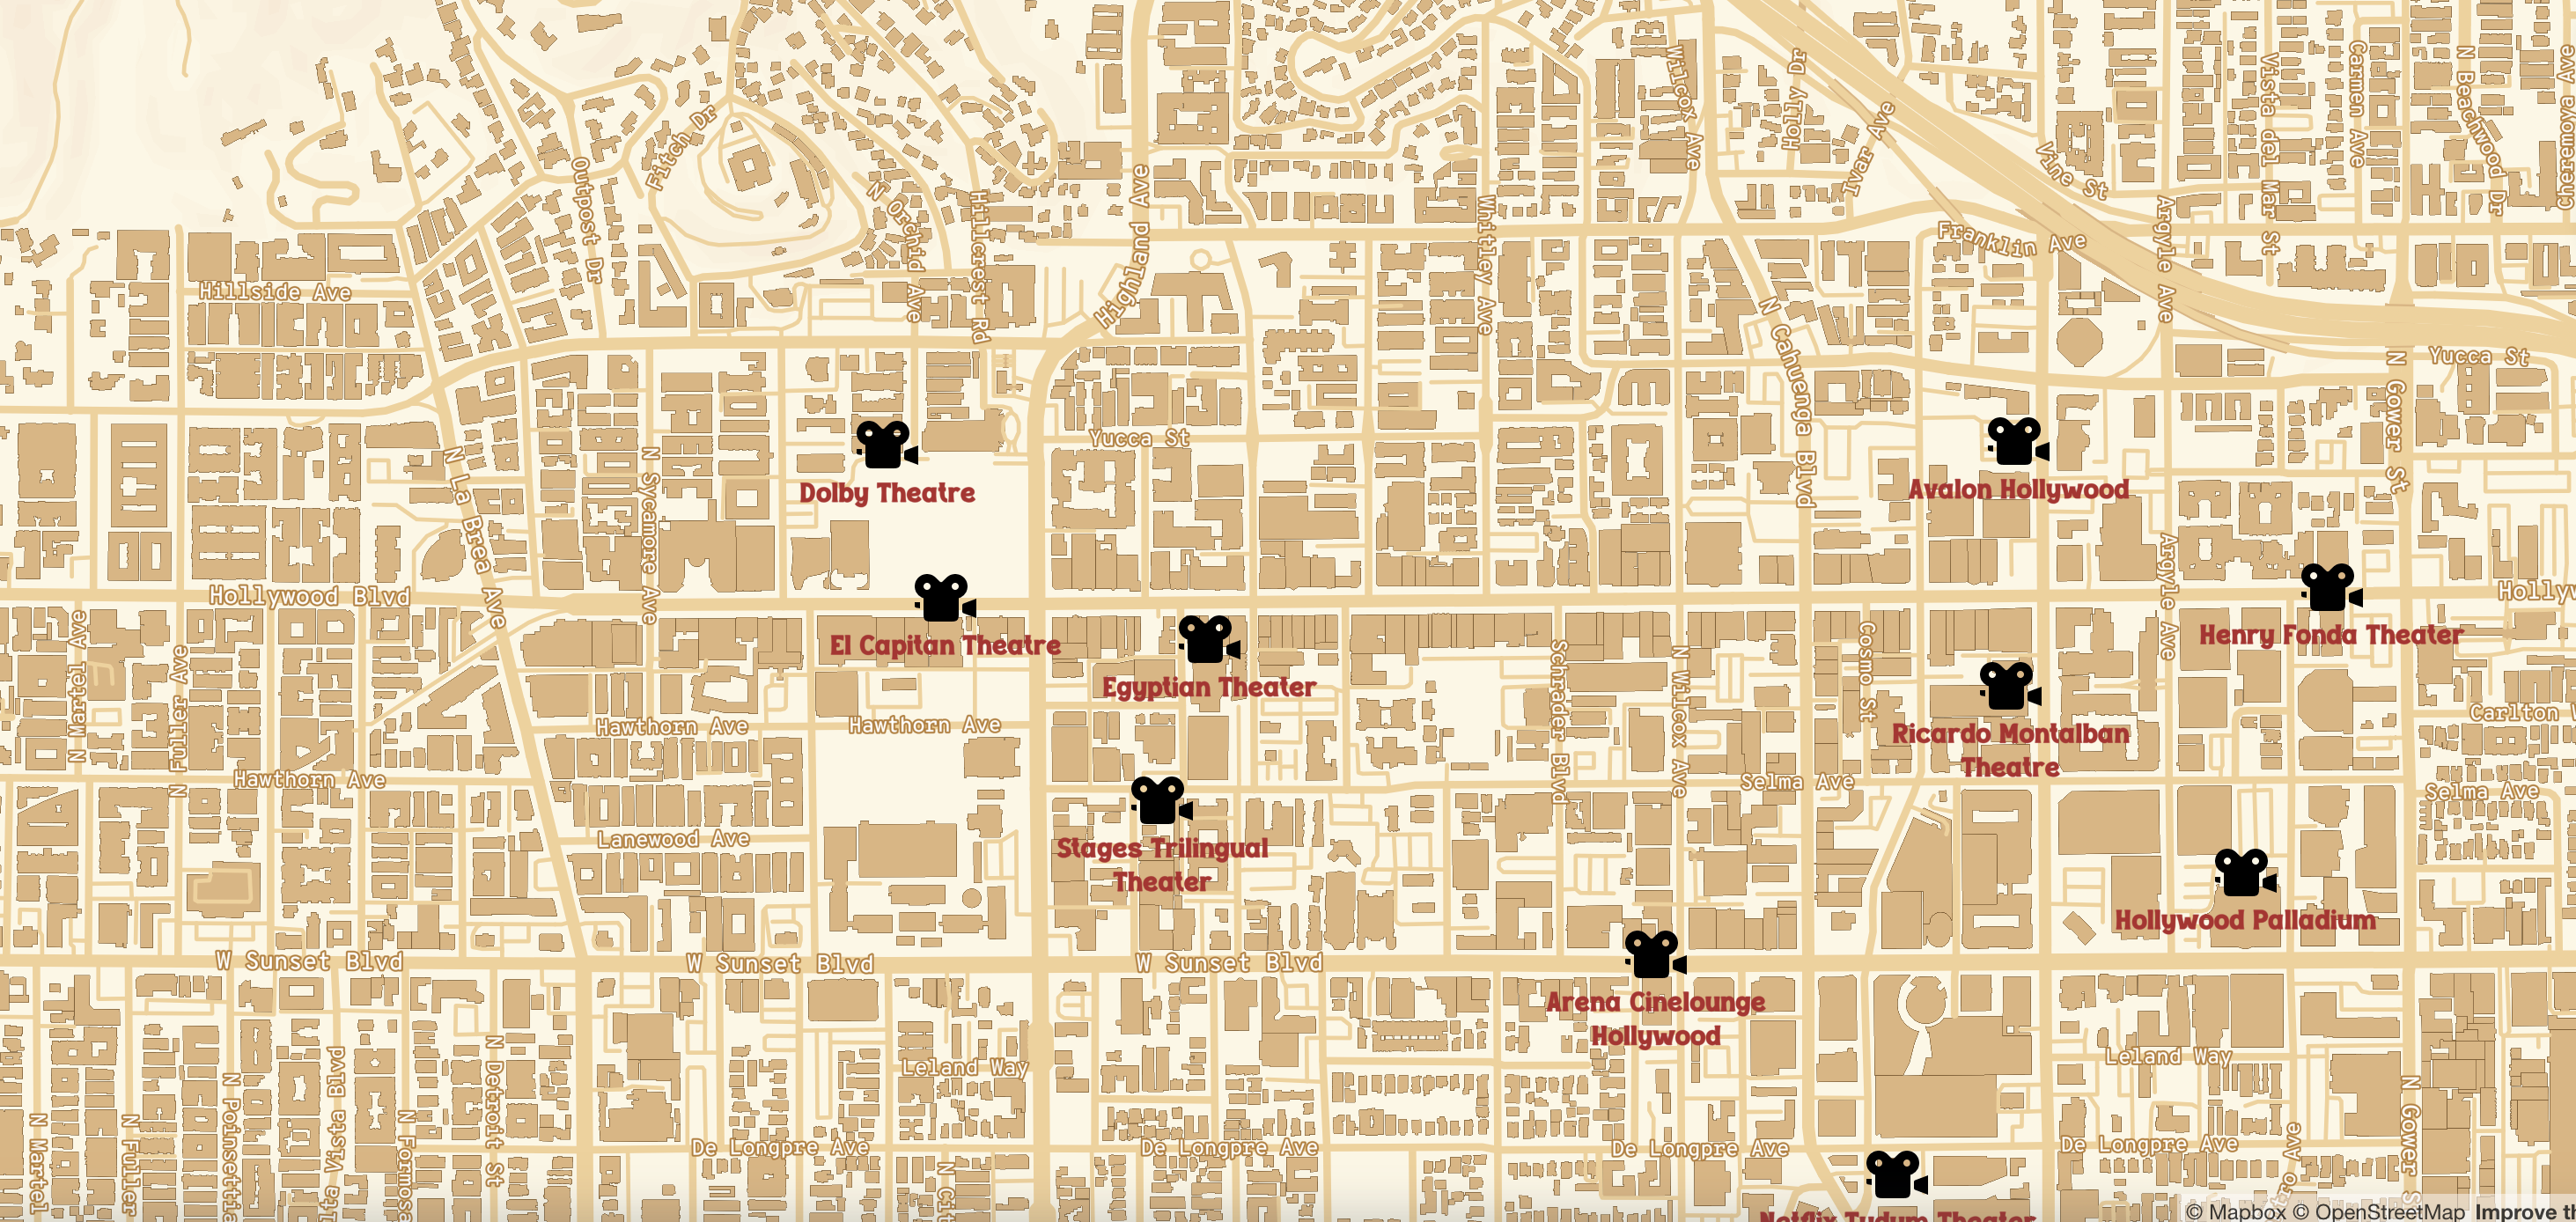 Wilcox Ave
Holly Dr
Ivar Ave
Vine St
Vista del Mar St
Carmen Ave
N Beachwood Dr
Fitch Dr
Outpost Dr
N Orchid Ave
Hillcrest Rd
Highland Ave
Whitley Ave
Franklin Ave
Argyle Ave
Hillside Ave
N Cahuenga Blvd
Yucca St
N Gower St
Yucca St
N La Brea Ave
N Sycamore Ave
Dolby Theatre
Avalon Hollywood
Argyle Ave
Hollywood Blvd
El Capitan Theatre
Egyptian Theater
Henry Fonda Theater
N Martel Ave
N Fuller Ave
Schrader Blvd
N Wilcox Ave
Cosmo St
Hawthorn Ave
Hawthorn Ave
Ricardo Montalban
Theatre
Hawthorn Ave
Selma Ave
Selma Ave
Lanewood Ave
Stages Trilingual
Theater
Hollywood Palladium
W Sunset Blvd
W Sunset Blvd
W Sunset Blvd
Arena Cinelounge
Hollywood
Leland Way
Leland Way
N Martel
N Fuller
N Poinsettia
Vista Blvd
N Formosa
N Detroit St
De Longpre Ave
De Longpre Ave
De Longpre Ave
De Longpre Ave
N Gower S
Netflix Tudum Theater
© Mapbox © OpenStreetMap Improve t